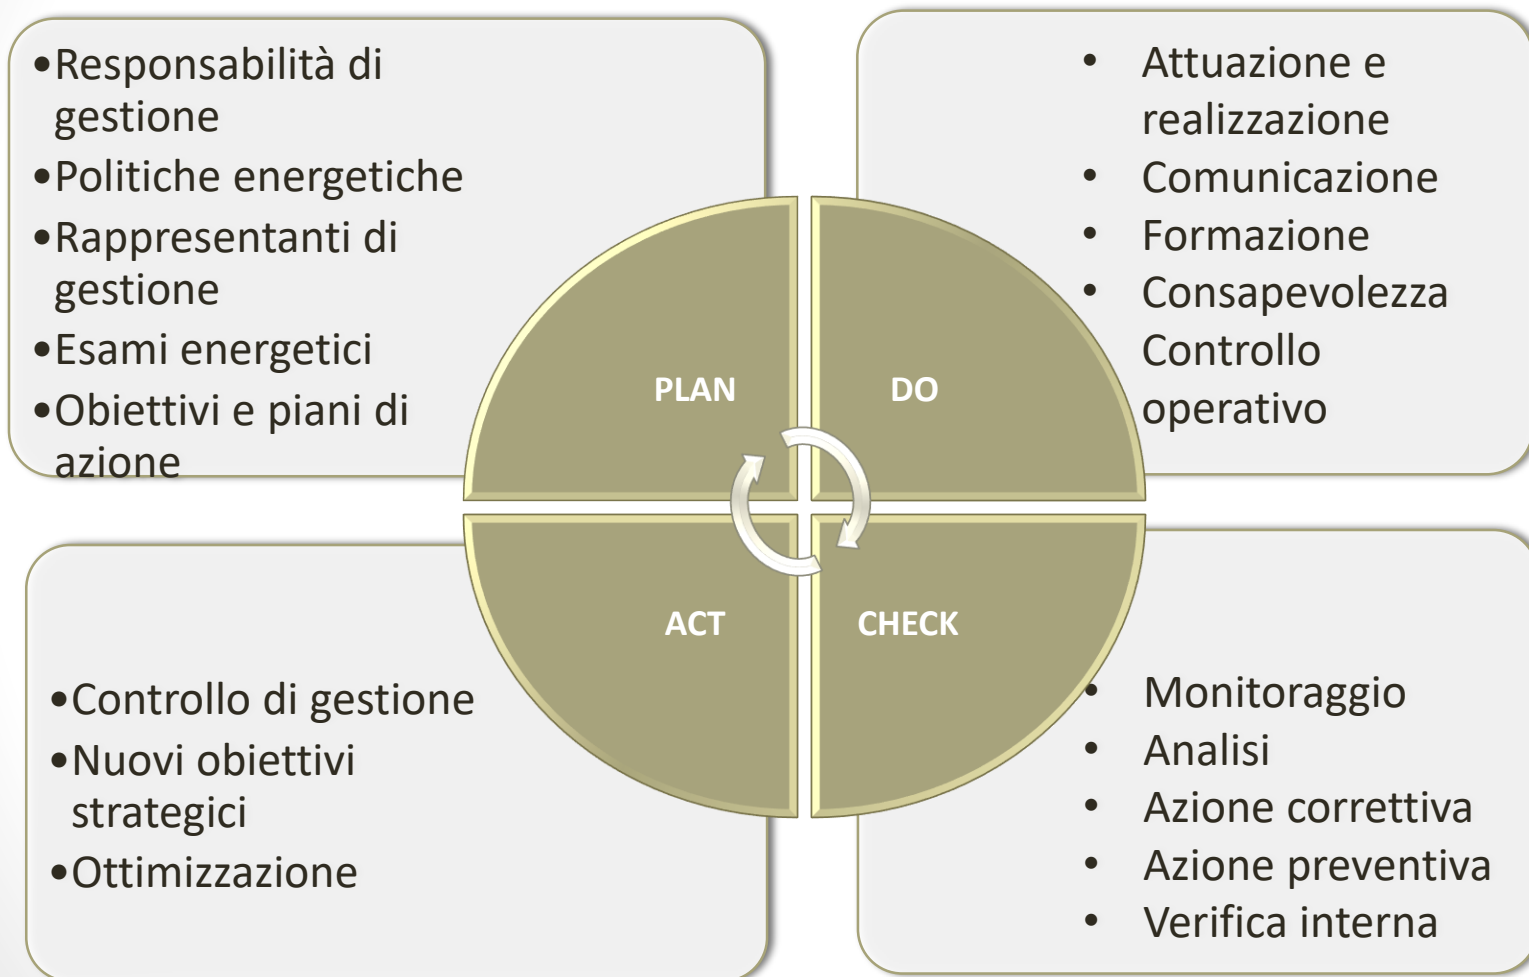 •Responsabilità di
gestione
•Politiche energetiche
•Rappresentanti di
gestione
•Esami energetici
•Obiettivi e piani di
azione
• Attuazione e
realizzazione
• Comunicazione
• Formazione
• Consapevolezza
Controllo
operativo
PLAN
DO
ACT
CHECK
•Controllo di gestione
•Nuovi obiettivi
strategici
•Ottimizzazione
• Monitoraggio
• Analisi
• Azione correttiva
• Azione preventiva
• Verifica interna